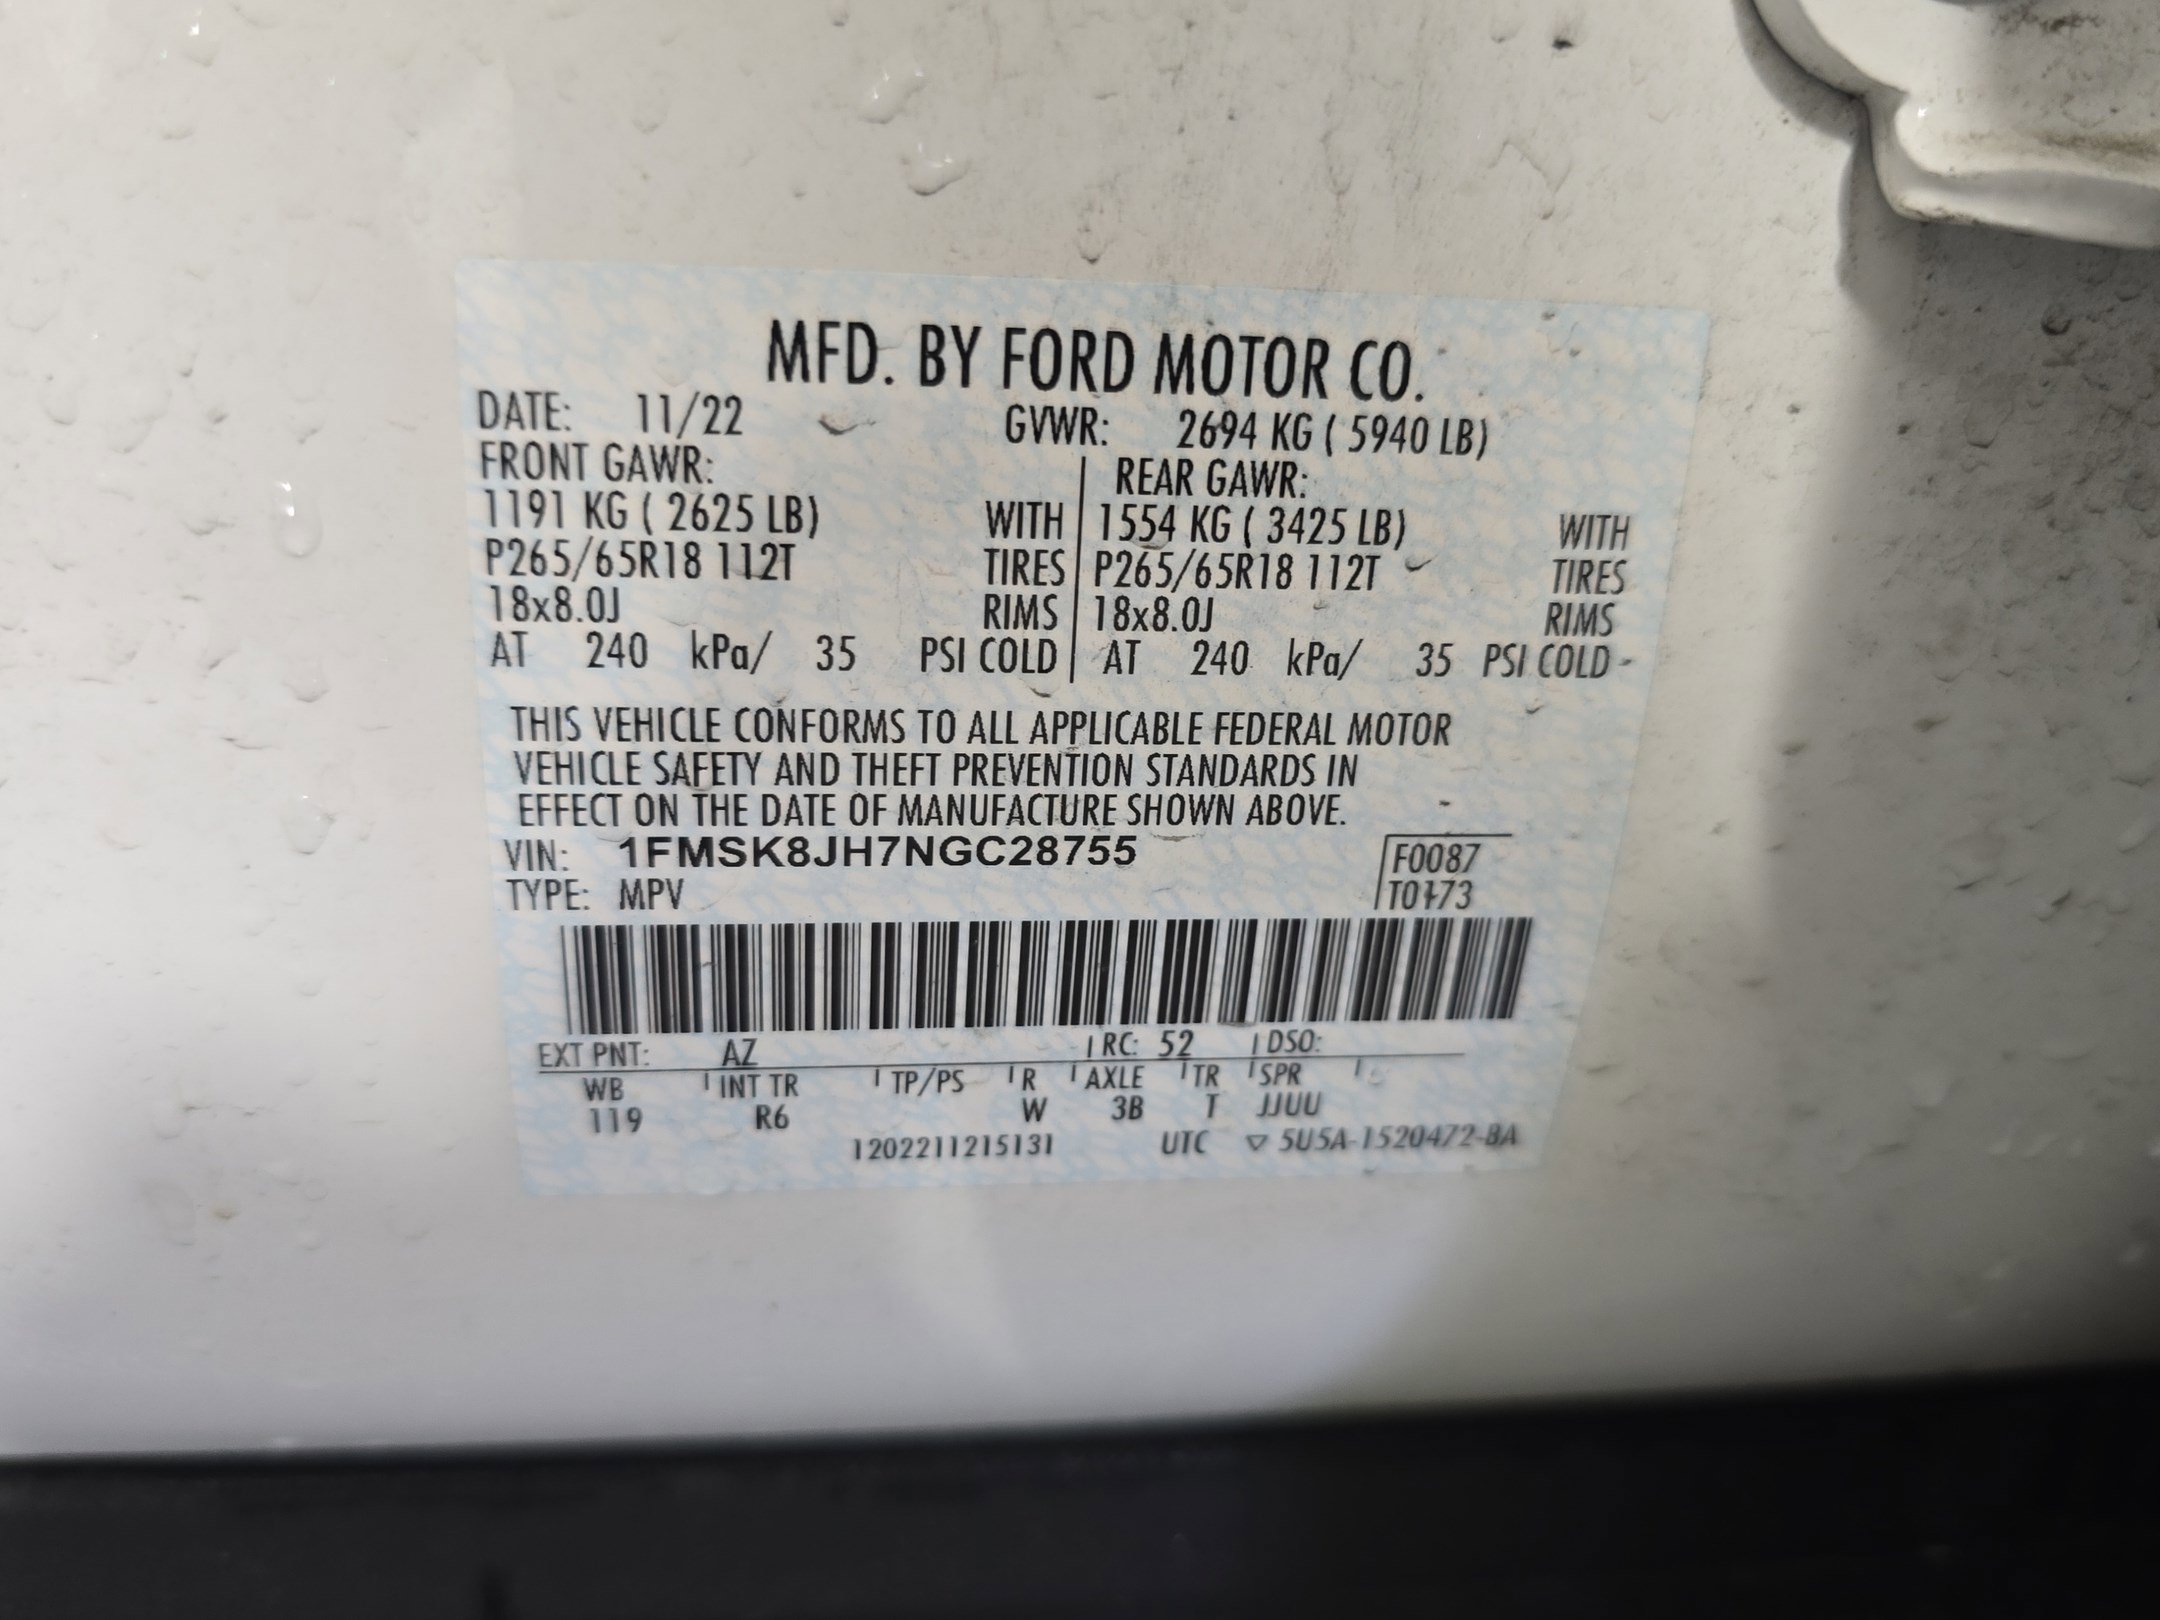 MFD. BY FORD MOTOR CO.
DATE: 11/22 GVWR: 2694 KG ( 5940 LB)
FRONT GAWR: REAR GAWR:
1191 KG ( 2625 LB) WITH 1554 KG ( 3425 LB) WITH
P265/65R18 112T TIRES P265/65R18 112T TIRES
18x8.0J RIMS 18x8.0J RIMS
AT 240 kPa/ 35 PSI COLD AT 240 kPa/ 35 PSI COLD
THIS VEHICLE CONFORMS TO ALL APPLICABLE FEDERAL MOTOR
VEHICLE SAFETY AND THEFT PREVENTION STANDARDS IN
EFFECT ON THE DATE OF MANUFACTURE SHOWN ABOVE.
VIN: 1FMSK8JH7NGC28755 F0087
TYPE: MPV T0173
EXT PNT: AZ RC: 52 DSO:
WB INT TR TP/PS R AXLE TR SPR
119 R6 W 3B T JJUU
1202211215131 UTC ▽ 5U5A-1520472-BA